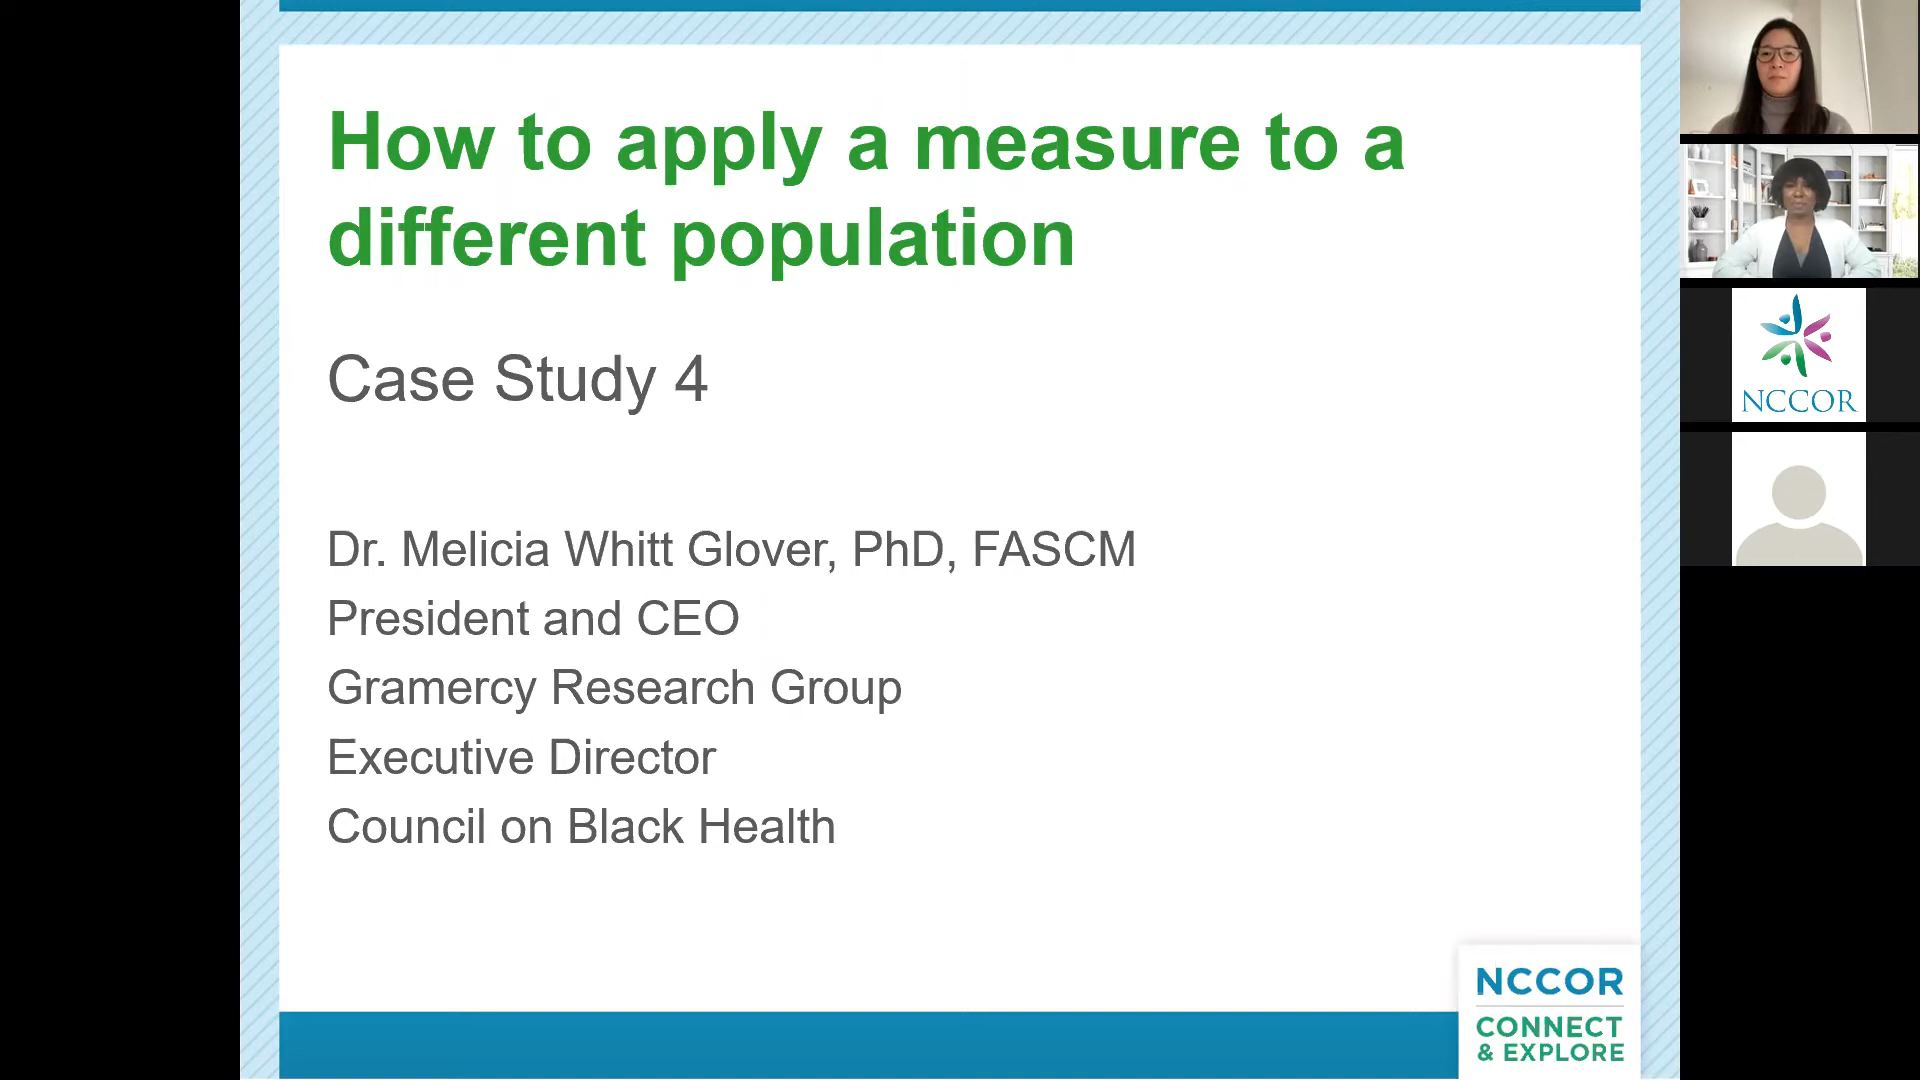 How to apply a measure to a
different population
Case Study 4
Dr. Melicia Whitt Glover, PhD, FASCM
President and CEO
Gramercy Research Group
Executive Director
Council on Black Health
NCCOR
CONNECT
& EXPLORE
NCCOR